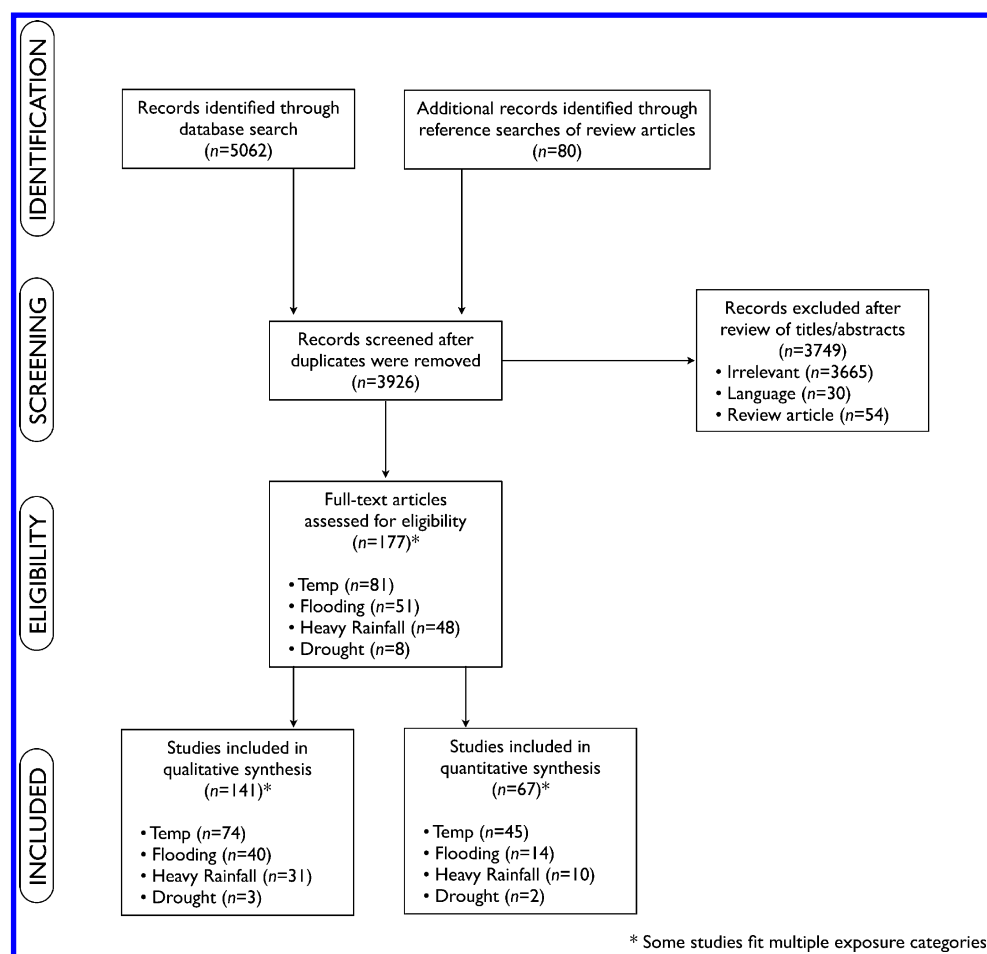 IDENTIFICATION
Records identified through
database search
(n=5062)
Additional records identified through
reference searches of review articles
(n=80)
SCREENING
Records screened after
duplicates were removed
(n=3926)
Records excluded after
review of titles/abstracts
(n=3749)
• Irrelevant (n=3665)
• Language (n=30)
• Review article (n=54)
ELIGIBILITY
Full-text articles
assessed for eligibility
(n=177)*
• Temp (n=81)
• Flooding (n=51)
• Heavy Rainfall (n=48)
• Drought (n=8)
INCLUDED
Studies included in
qualitative synthesis
(n=141)*
• Temp (n=74)
• Flooding (n=40)
• Heavy Rainfall (n=31)
• Drought (n=3)
Studies included in
quantitative synthesis
(n=67)*
• Temp (n=45)
• Flooding (n=14)
• Heavy Rainfall (n=10)
• Drought (n=2)
* Some studies fit multiple exposure categories